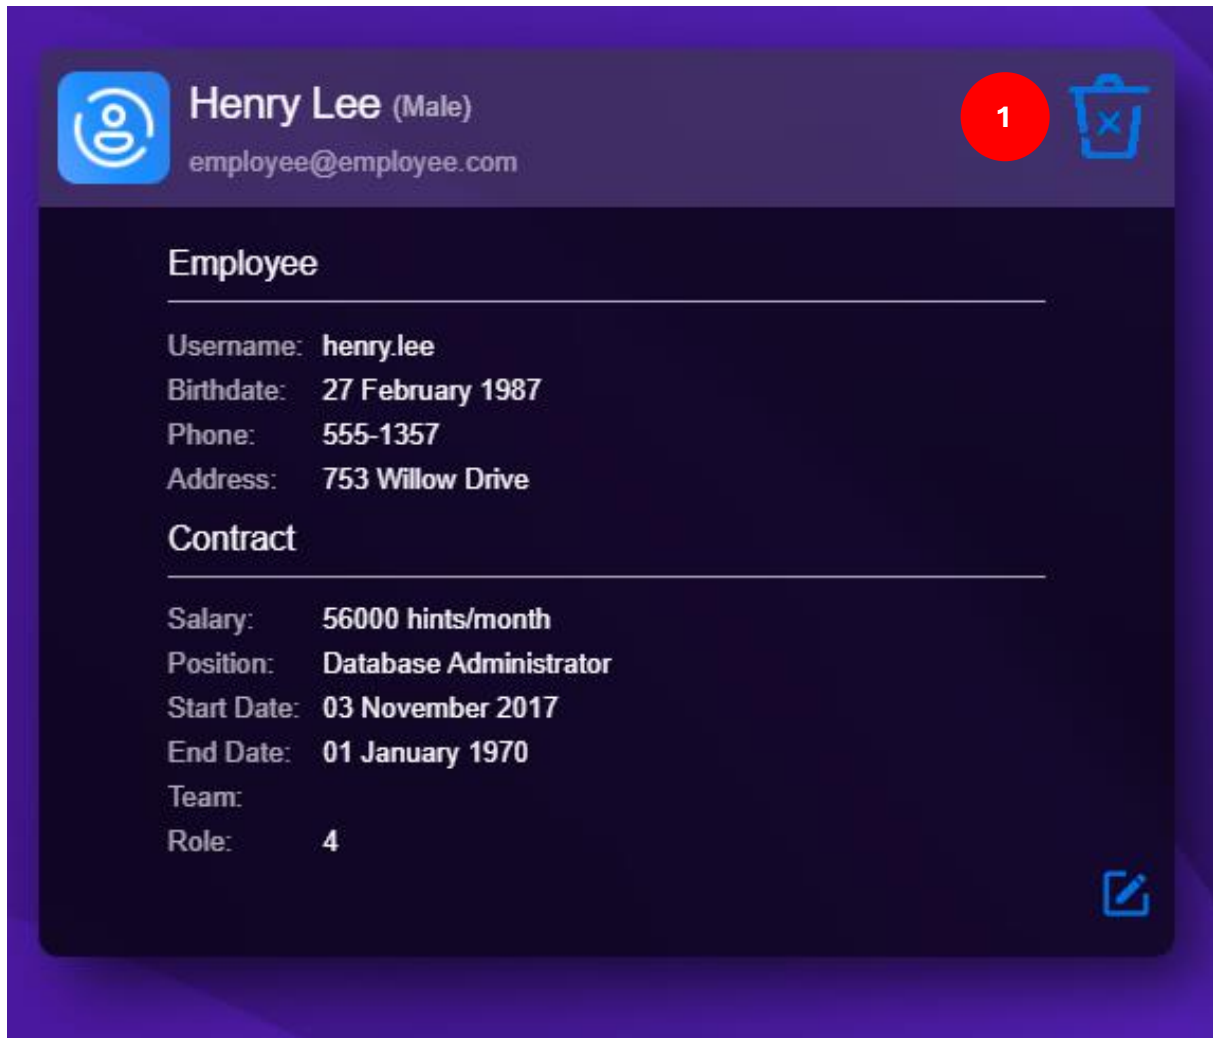 Henry Lee (Male)
1
employee@employee.com
Employee
Username: henry.lee
Birthdate: 27 February 1987
Phone: 555-1357
Address: 753 Willow Drive
Contract
Salary: 56000 hints/month
Position: Database Administrator
Start Date: 03 November 2017
End Date: 01 January 1970
Team:
Role: 4